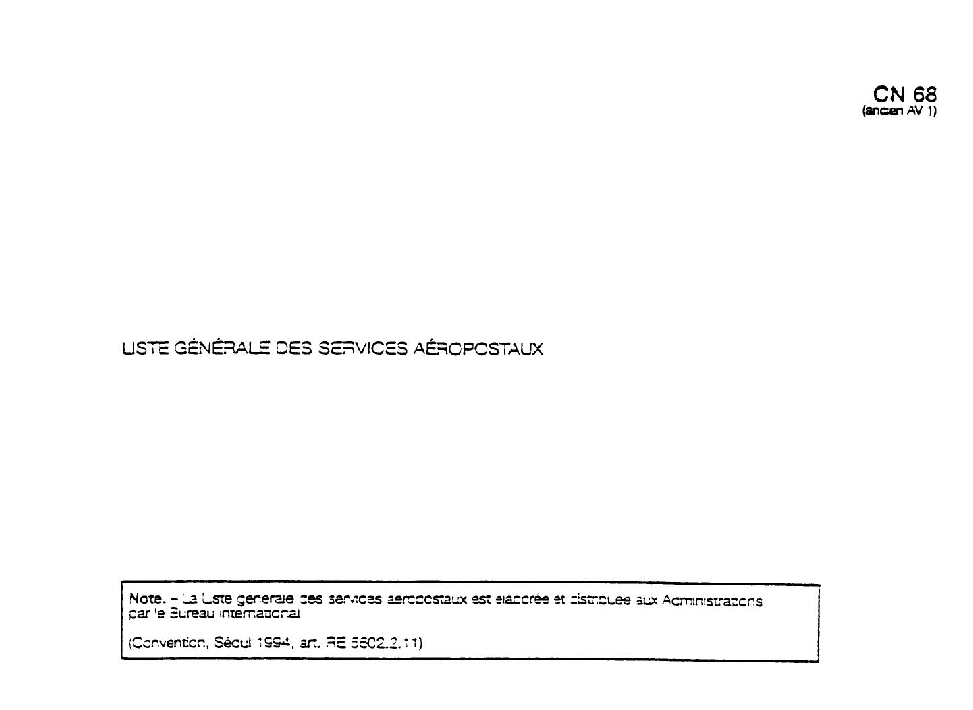 CN 68
(ancien AV 1)
LISTE GÉNÉRALE DES SERVICES AÉROPOSTAUX
Note. – La Liste générale des services aéropostaux est élaborée et distribuée aux Administrations
par le Bureau international
(Convention, Séoul 1994, art. RE 5502.2.11)